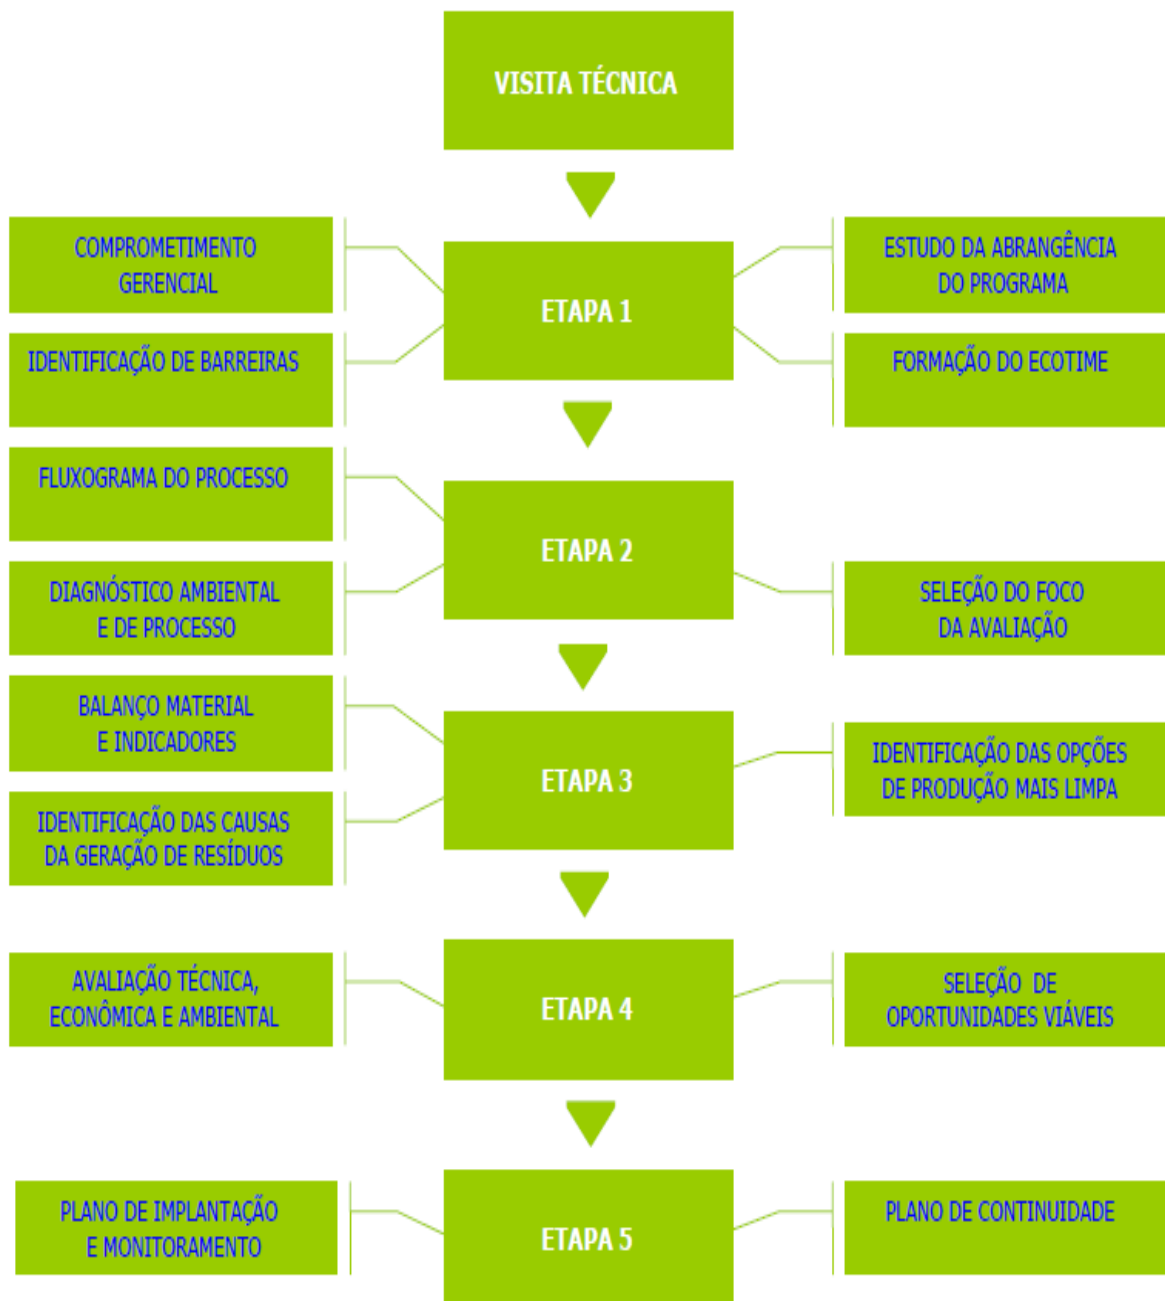 VISITA TÉCNICA
COMPROMETIMENTO
GERENCIAL
IDENTIFICAÇÃO DE BARREIRAS
ETAPA 1
ESTUDO DA ABRANGÊNCIA
DO PROGRAMA
FORMAÇÃO DO ECOTIME
FLUXOGRAMA DO PROCESSO
DIAGNÓSTICO AMBIENTAL
E DE PROCESSO
ETAPA 2
SELEÇÃO DO FOCO
DA AVALIAÇÃO
BALANÇO MATERIAL
E INDICADORES
IDENTIFICAÇÃO DAS CAUSAS
DA GERAÇÃO DE RESÍDUOS
ETAPA 3
IDENTIFICAÇÃO DAS OPÇÕES
DE PRODUÇÃO MAIS LIMPA
AVALIAÇÃO TÉCNICA,
ECONÔMICA E AMBIENTAL
ETAPA 4
SELEÇÃO DE
OPORTUNIDADES VIÁVEIS
PLANO DE IMPLANTAÇÃO
E MONITORAMENTO
ETAPA 5
PLANO DE CONTINUIDADE